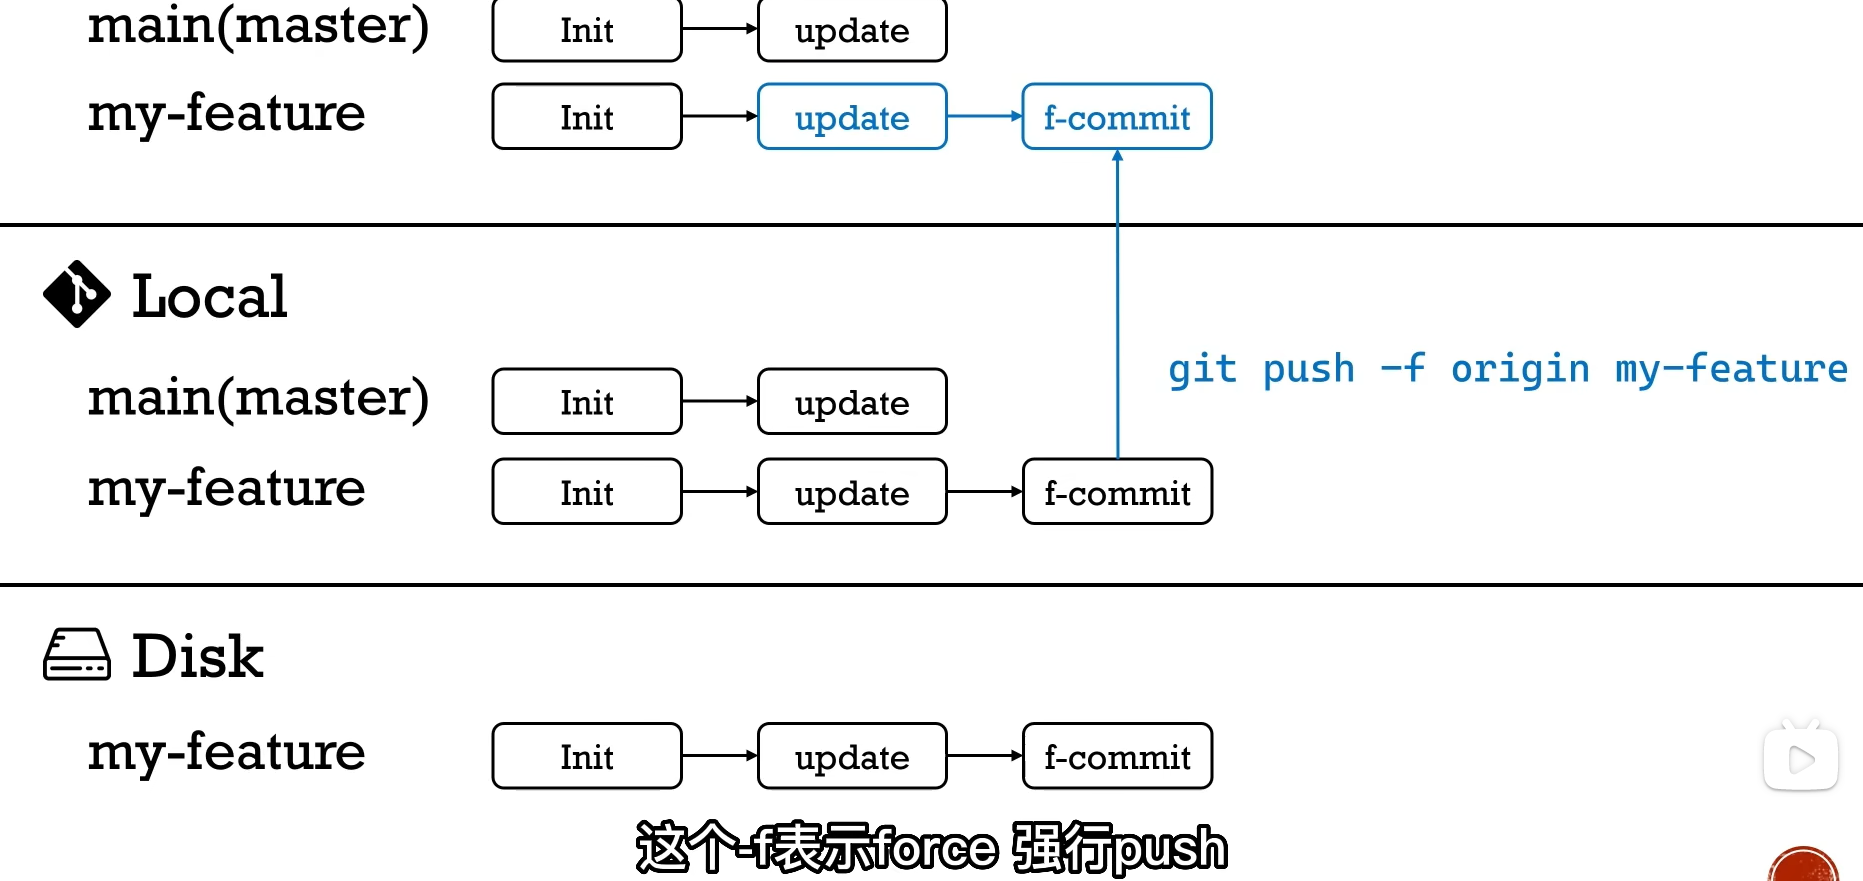 main(master) Init update
my-feature Init update f-commit
Local
git push -f origin my-feature
main(master) Init update
my-feature Init update f-commit
Disk
my-feature Init update f-commit
这个-f表示force 强行push